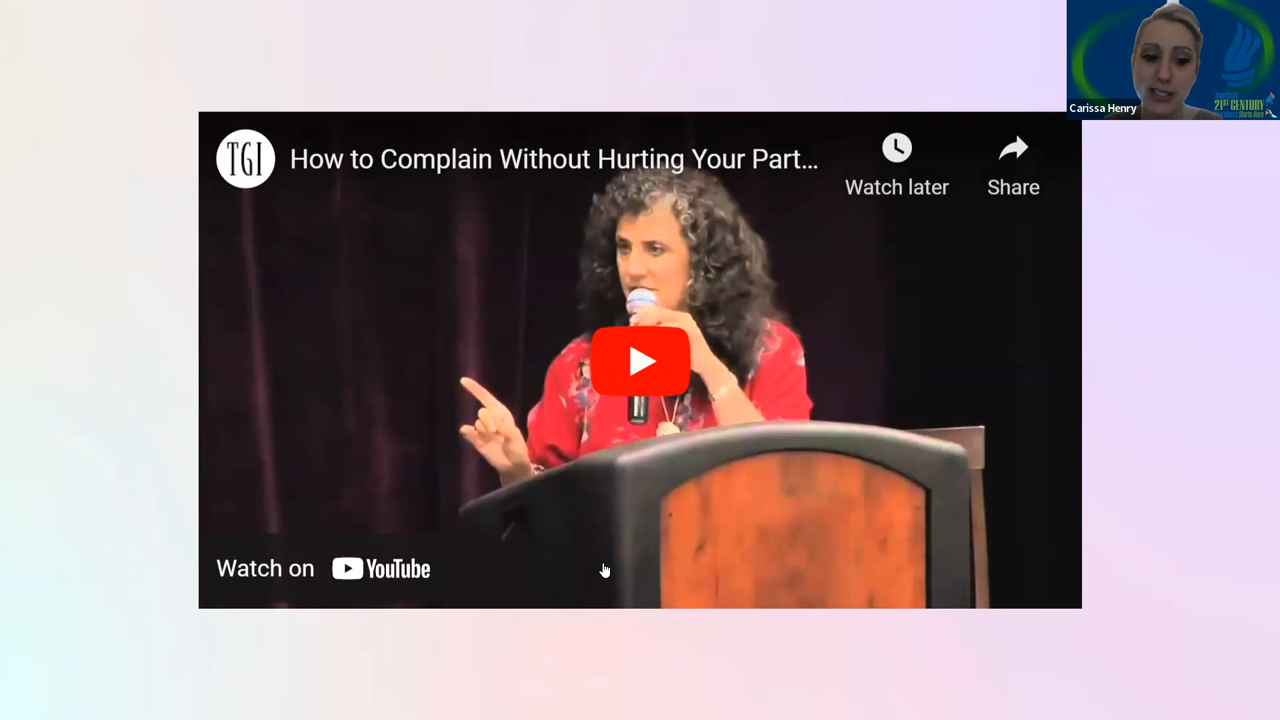 Carissa Henry
21ST CENTURY
TGI
How to Complain Without Hurting Your Part...
Watch later
Share
Watch on YouTube